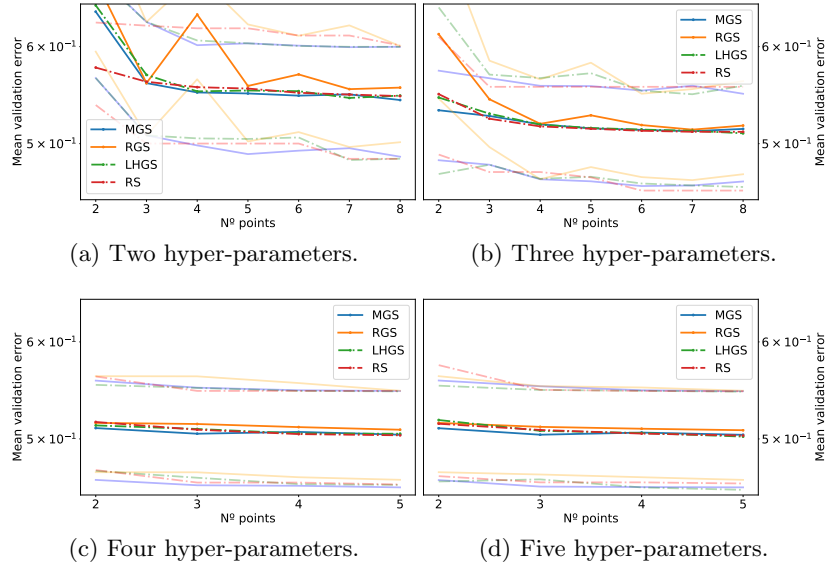 Mean validation error
6 × 10⁻¹
5 × 10⁻¹
MGS
RGS
LHGS
RS
2 3 4 5 6 7 8
Nº points
(a) Two hyper-parameters.
Mean validation error
6 × 10⁻¹
5 × 10⁻¹
MGS
RGS
LHGS
RS
2 3 4 5 6 7 8
Nº points
(b) Three hyper-parameters.
Mean validation error
6 × 10⁻¹
5 × 10⁻¹
MGS
RGS
LHGS
RS
2 3 4 5
Nº points
(c) Four hyper-parameters.
Mean validation error
6 × 10⁻¹
5 × 10⁻¹
MGS
RGS
LHGS
RS
2 3 4 5
Nº points
(d) Five hyper-parameters.